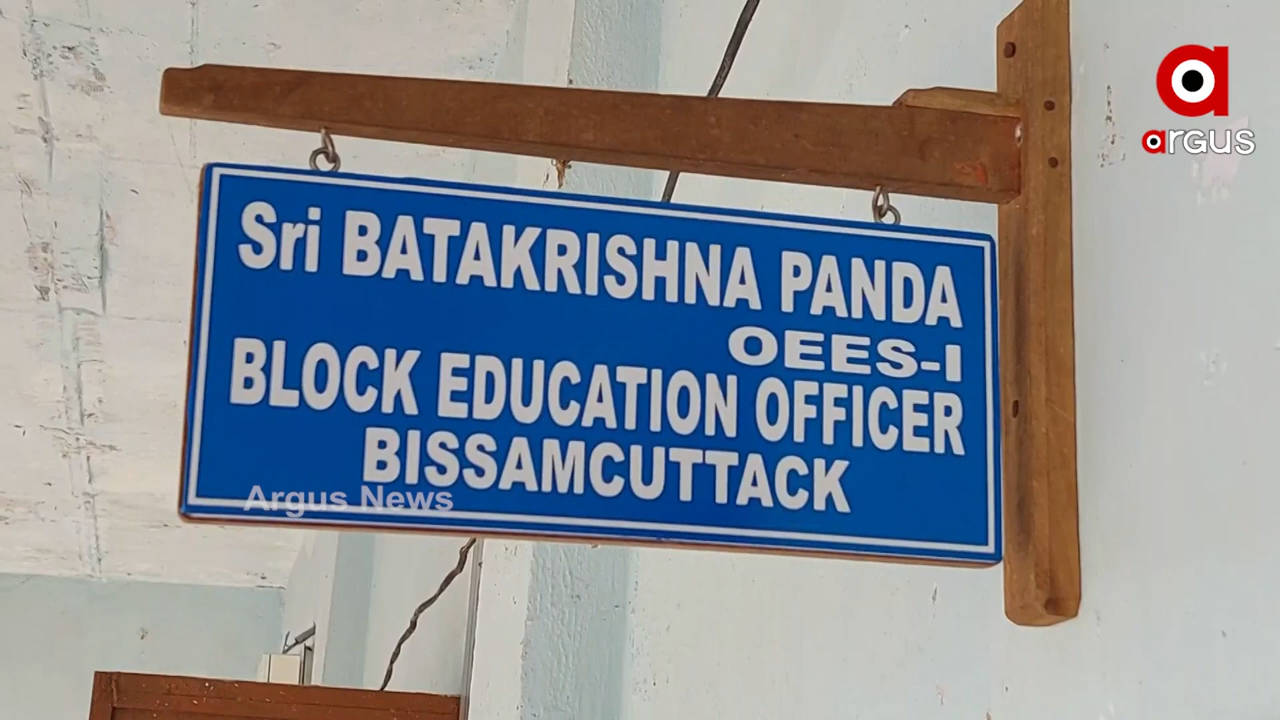 argus
Sri BATAKRISHNA PANDA
OEES-I
BLOCK EDUCATION OFFICER
BISSAMCUTTACK
Argus News